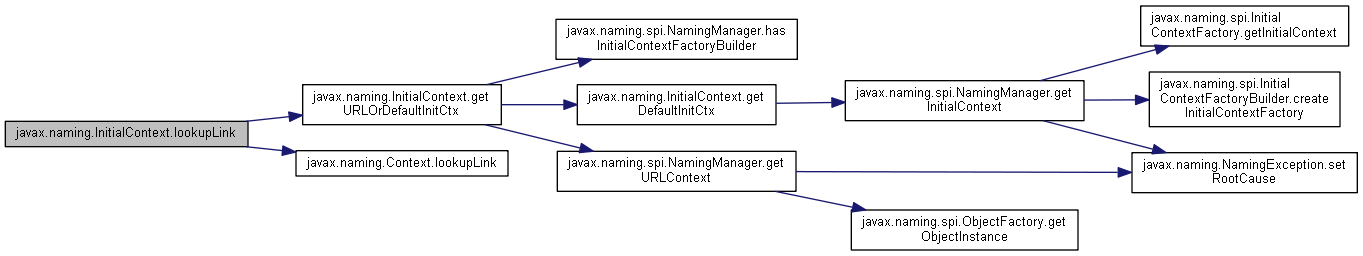 javax.naming.InitialContext.lookupLink
javax.naming.InitialContext.get
URLOrDefaultInitCtx
javax.naming.Context.lookupLink
javax.naming.spi.NamingManager.has
InitialContextFactoryBuilder
javax.naming.InitialContext.get
DefaultInitCtx
javax.naming.spi.NamingManager.get
URLContext
javax.naming.spi.NamingManager.get
InitialContext
javax.naming.spi.ObjectFactory.get
ObjectInstance
javax.naming.spi.Initial
ContextFactory.getInitialContext
javax.naming.spi.Initial
ContextFactoryBuilder.create
InitialContextFactory
javax.naming.NamingException.set
RootCause